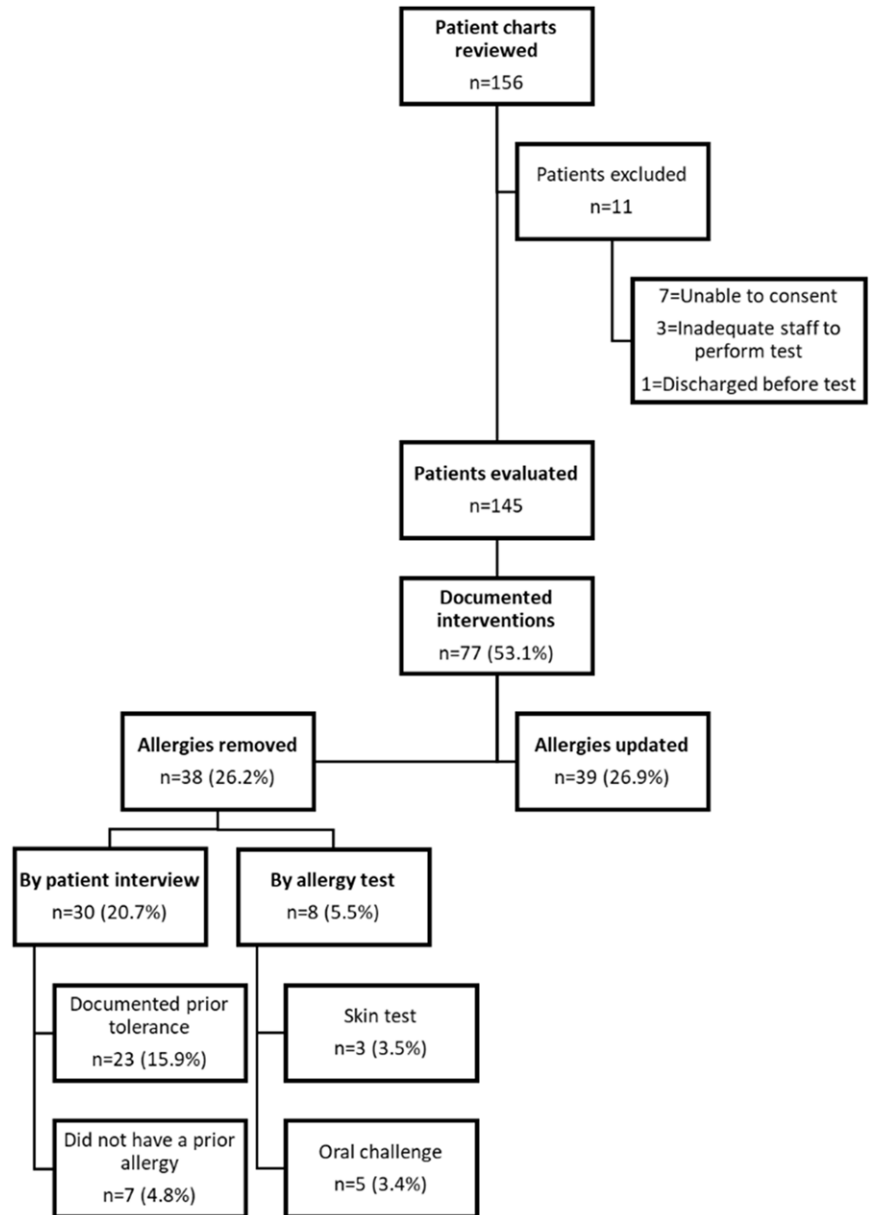 Patient charts
reviewed
n=156
Patients excluded
n=11
7=Unable to consent
3=Inadequate staff to
perform test
1=Discharged before test
Patients evaluated
n=145
Documented
interventions
n=77 (53.1%)
Allergies removed
n=38 (26.2%)
Allergies updated
n=39 (26.9%)
By patient interview
n=30 (20.7%)
By allergy test
n=8 (5.5%)
Documented prior
tolerance
n=23 (15.9%)
Skin test
n=3 (3.5%)
Did not have a prior
allergy
n=7 (4.8%)
Oral challenge
n=5 (3.4%)